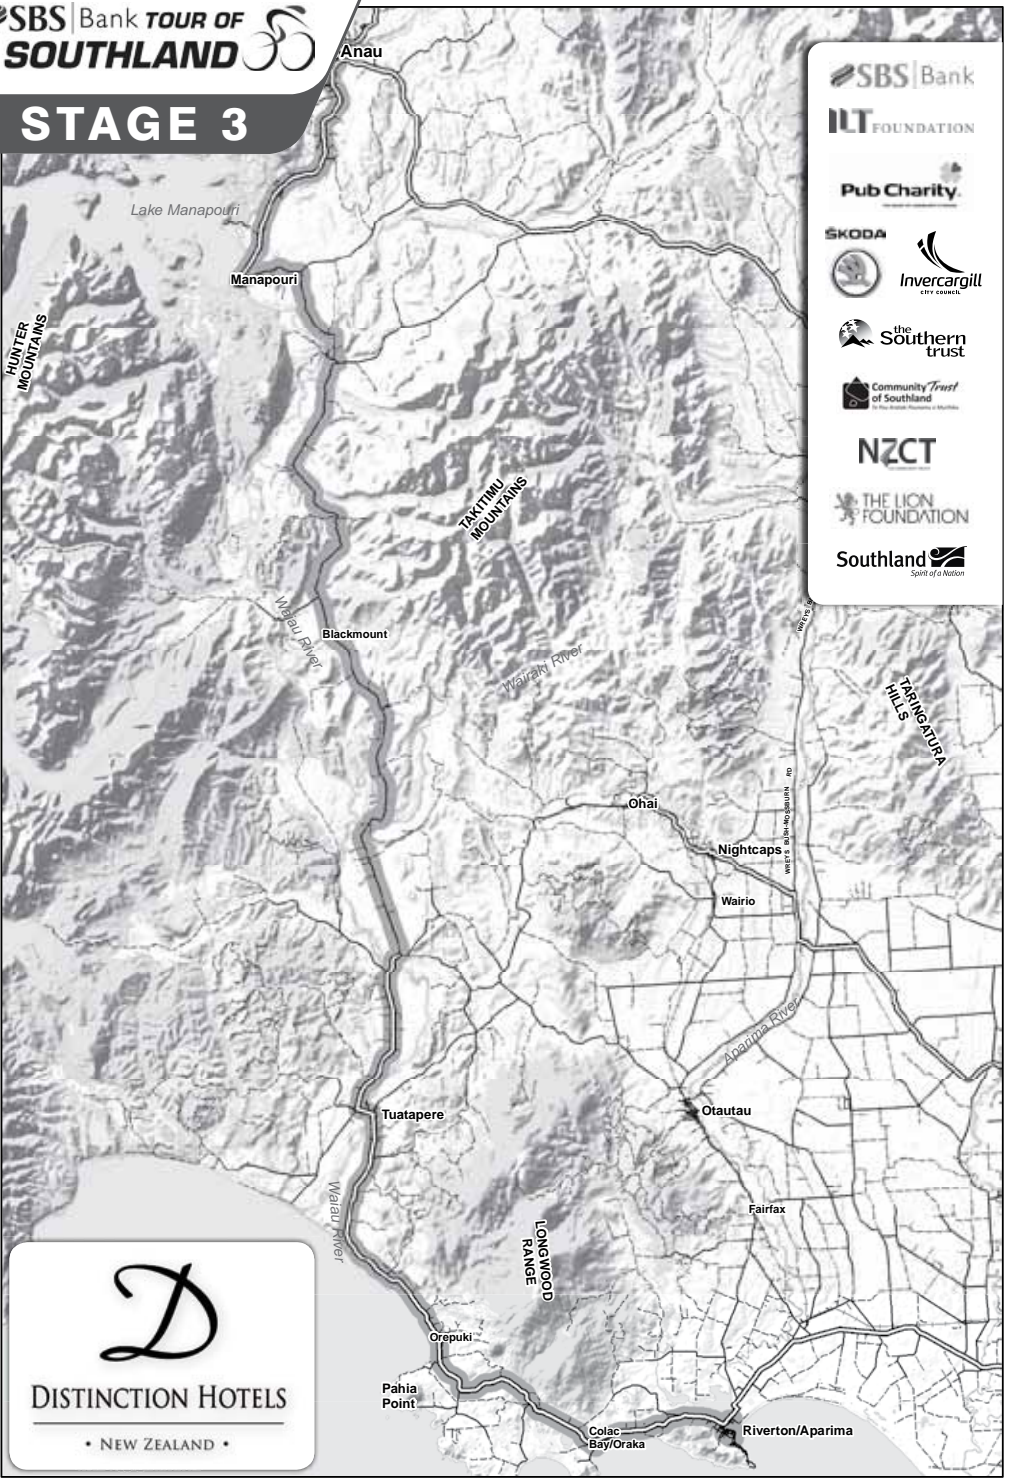 SBS Bank TOUR OF
SOUTHLAND
STAGE 3
Anau
Lake Manapouri
Manapouri
HUNTER
MOUNTAINS
TAKITIMU
MOUNTAINS
Waiau River
Blackmount
Wairaki River
WREYS
TARINGATURA
HILLS
Ohai
WREYS BUSH-MOSSBURN RD
Nightcaps
Wairio
Aparima River
Otautau
Tuatapere
Fairfax
Waiau River
LONGWOOD
RANGE
Orepuki
Pahia
Point
Colac
Bay/Oraka
Riverton/Aparima
SBS Bank
ILT FOUNDATION
Pub Charity.
ŠKODA
Invercargill
CITY COUNCIL
the
Southern
trust
Community Trust
of Southland
NZCT
THE LION
FOUNDATION
Southland
Spirit of a Nation
D
DISTINCTION HOTELS
• NEW ZEALAND •